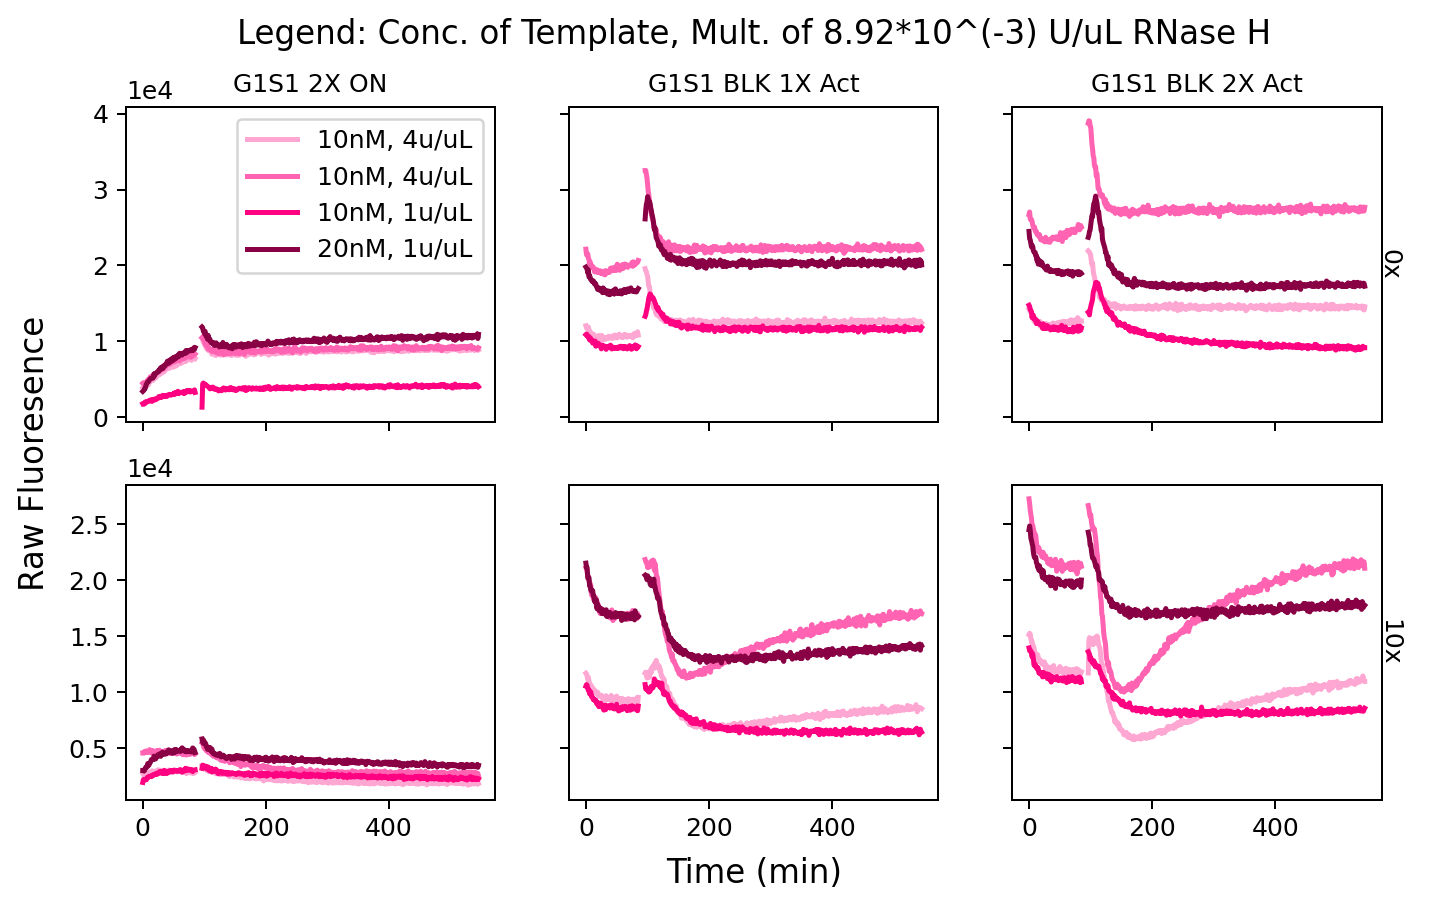 Legend: Conc. of Template, Mult. of 8.92*10^(-3) U/uL RNase H
G1S1 2X ON
G1S1 BLK 1X Act
G1S1 BLK 2X Act
1e4
4
3
2
1
0
10nM, 4u/uL
10nM, 4u/uL
10nM, 1u/uL
20nM, 1u/uL
0x
Raw Fluoresence
1e4
2.5
2.0
1.5
1.0
0.5
10x
0 200 400
0 200 400
0 200 400
Time (min)